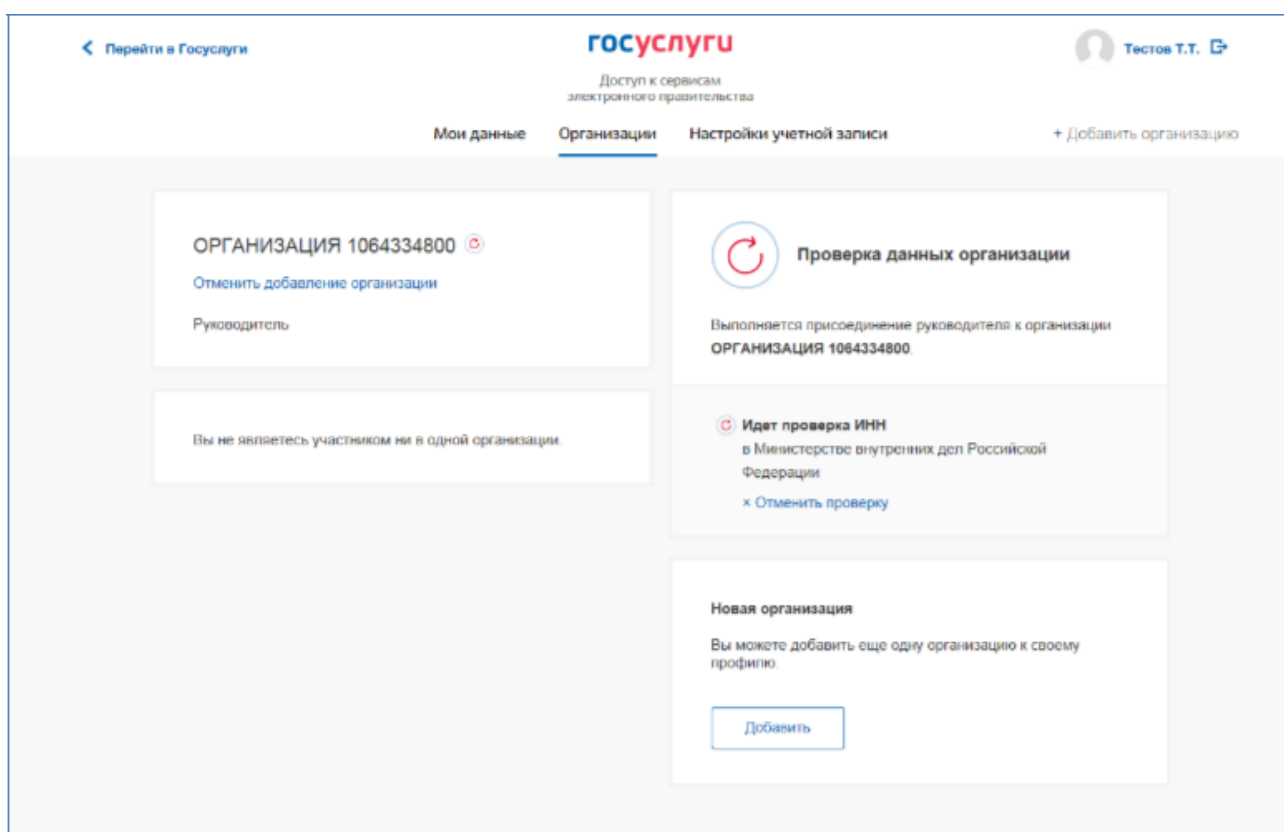 Перейти в Госуслуги
госуслуги
Тестов Т.Т.
Доступ к сервисам
электронного правительства
Мои данные
Организации
Настройки учетной записи
+ Добавить организацию
ОРГАНИЗАЦИЯ 1064334800
Отменить добавление организации
Руководитель
Вы не являетесь участником ни в одной организации.
Проверка данных организации
Выполняется присоединение руководителя к организации
ОРГАНИЗАЦИЯ 1064334800.
Идет проверка ИНН
в Министерстве внутренних дел Российской
Федерации
× Отменить проверку
Новая организация
Вы можете добавить еще одну организацию к своему
профилю.
Добавить